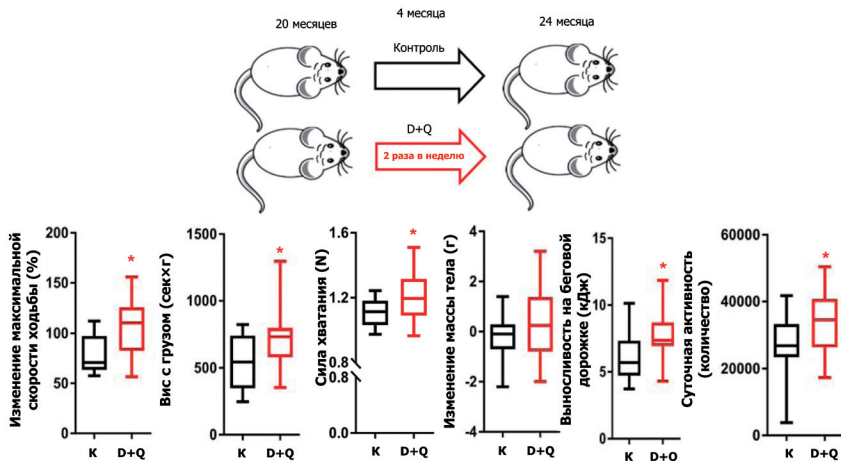 20 месяцев
4 месяца
24 месяца
Контроль
D+Q
2 раза в неделю
Изменение максимальной
скорости ходьбы (%)
200
150
100
50
0
*
К
D+Q
Вис с грузом (сек×г)
1500
1000
500
0
*
К
D+Q
Сила хватания (N)
1.6
1.2
0.8
0.8
0.0
*
К
D+Q
Изменение массы тела (г)
4
2
0
-2
-4
К
D+Q
Выносливость на беговой
дорожке (кДж)
15
10
5
0
*
К
D+Q
Суточная активность
(количество)
60000
40000
20000
0
*
К
D+Q